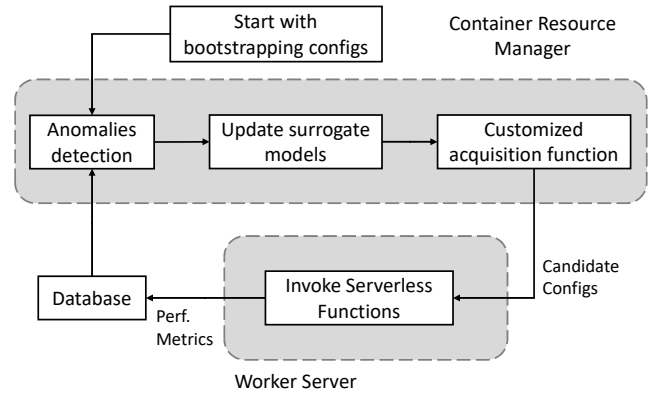 Start with
bootstrapping configs
Container Resource
Manager
Anomalies
detection
Update surrogate
models
Customized
acquisition function
Candidate
Configs
Invoke Serverless
Functions
Database
Perf.
Metrics
Worker Server